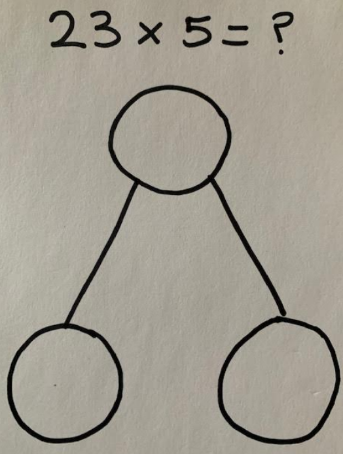 23 × 5 = ?